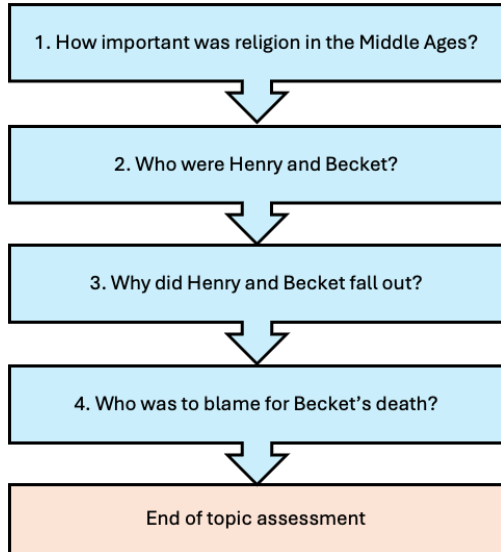 1. How important was religion in the Middle Ages?
2. Who were Henry and Becket?
3. Why did Henry and Becket fall out?
4. Who was to blame for Becket’s death?
End of topic assessment